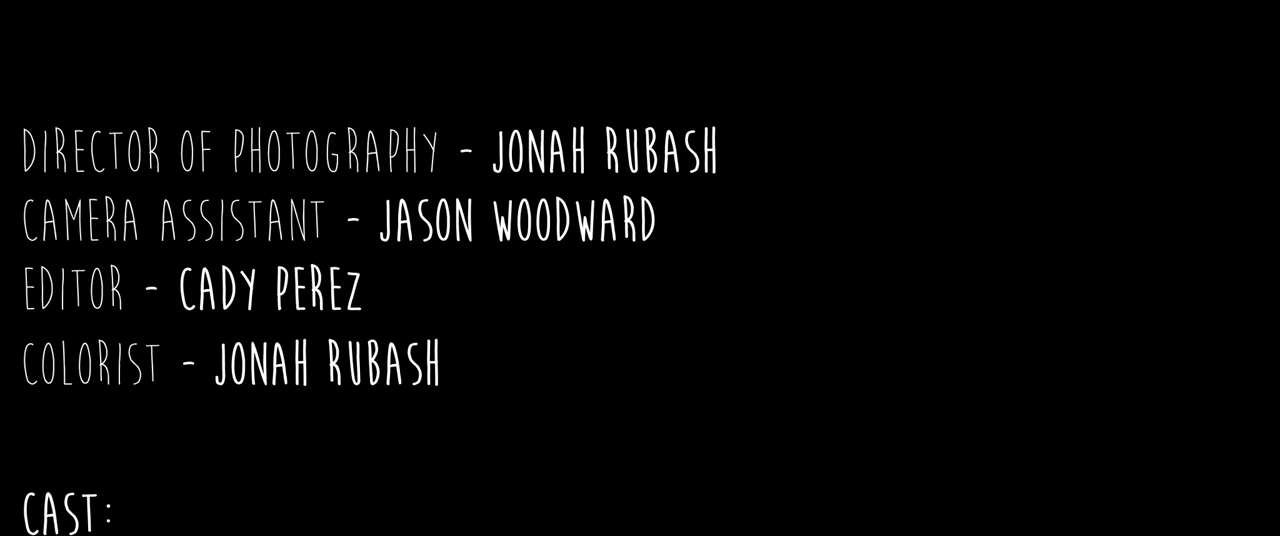 DIRECTOR OF PHOTOGRAPHY - JONAH RUBASH
CAMERA ASSISTANT - JASON WOODWARD
EDITOR - CADY PEREZ
COLORIST - JONAH RUBASH
CAST: